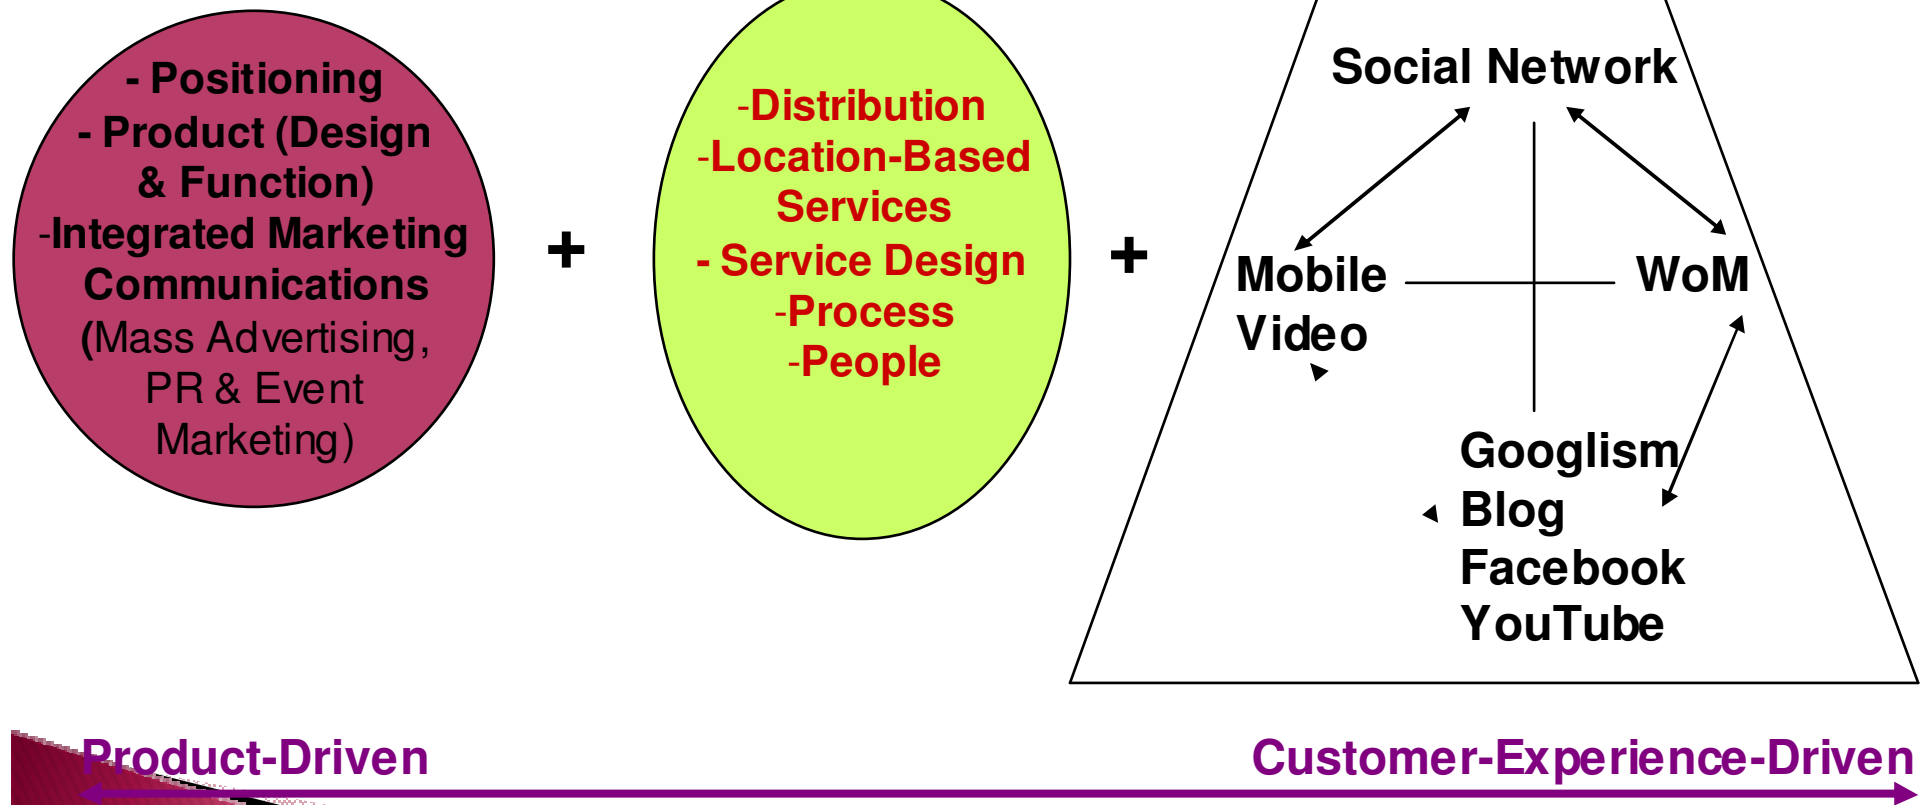 - Positioning
- Product (Design
& Function)
-Integrated Marketing
Communications
(Mass Advertising,
PR & Event
Marketing)
+
-Distribution
-Location-Based
Services
- Service Design
-Process
-People
+
Social Network
Mobile
Video
WoM
Googlism
Blog
Facebook
YouTube
Product-Driven
Customer-Experience-Driven